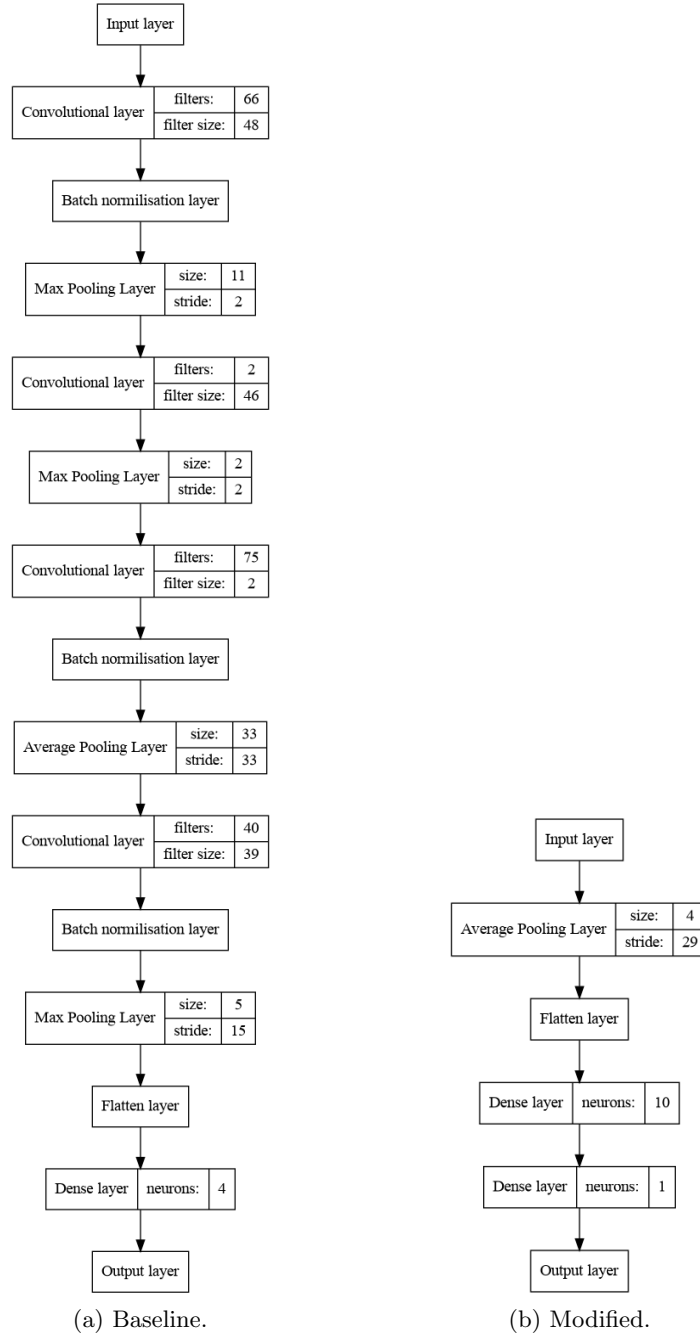 Input layer
Convolutional layer filters: 66
filter size: 48
Batch normilisation layer
Max Pooling Layer size: 11
stride: 2
Convolutional layer filters: 2
filter size: 46
Max Pooling Layer size: 2
stride: 2
Convolutional layer filters: 75
filter size: 2
Batch normilisation layer
Average Pooling Layer size: 33
stride: 33
Convolutional layer filters: 40
filter size: 39
Batch normilisation layer
Max Pooling Layer size: 5
stride: 15
Flatten layer
Dense layer neurons: 4
Output layer
(a) Baseline.
Input layer
Average Pooling Layer size: 4
stride: 29
Flatten layer
Dense layer neurons: 10
Dense layer neurons: 1
Output layer
(b) Modified.